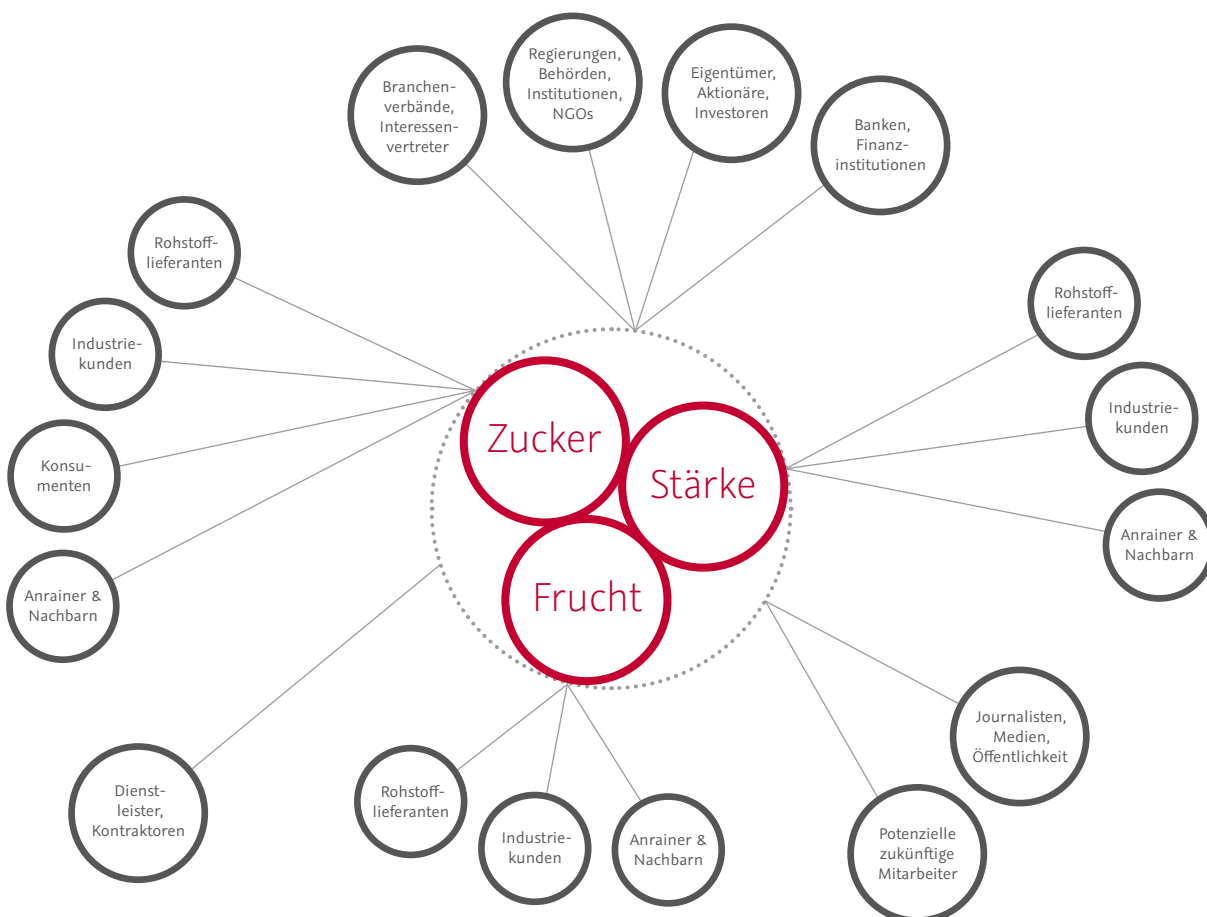 Branchen-
verbände,
Interessen-
vertreter
Regierungen,
Behörden,
Institutionen,
NGOs
Eigentümer,
Aktionäre,
Investoren
Banken,
Finanz-
institutionen
Rohstoff-
lieferanten
Industrie-
kunden
Konsu-
menten
Anrainer &
Nachbarn
Zucker
Stärke
Frucht
Rohstoff-
lieferanten
Industrie-
kunden
Anrainer &
Nachbarn
Dienst-
leister,
Kontraktoren
Rohstoff-
lieferanten
Industrie-
kunden
Anrainer &
Nachbarn
Journalisten,
Medien,
Öffentlichkeit
Potenzielle
zukünftige
Mitarbeiter